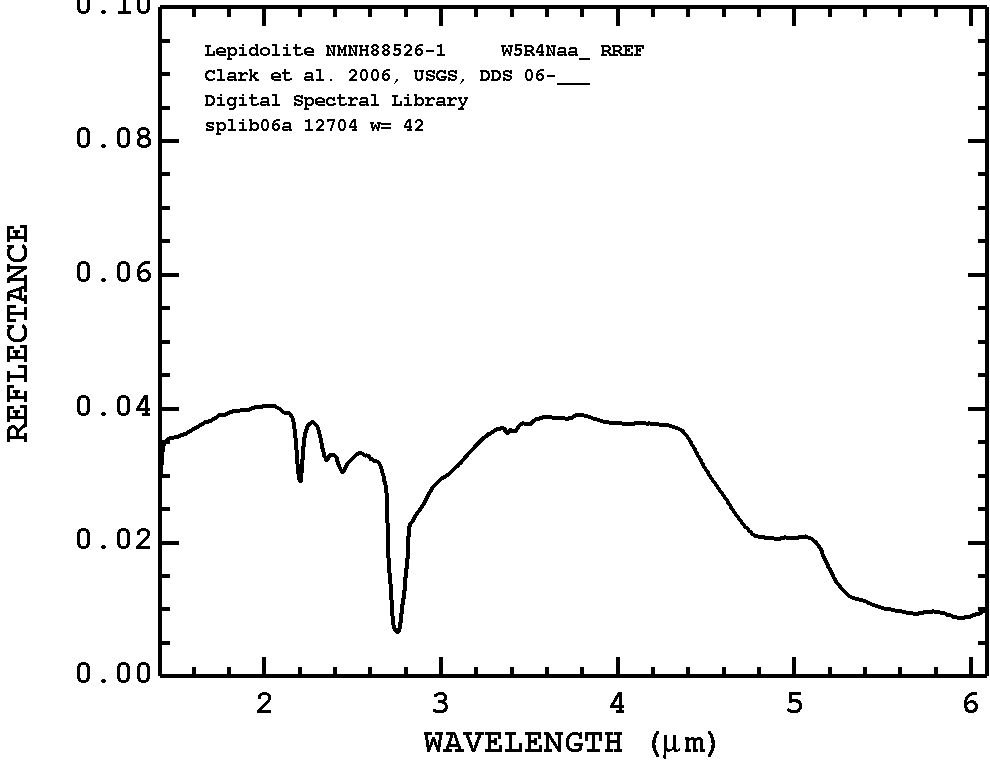 0.10
Lepidolite NMNH88526-1 W5R4Naa_ RREF
Clark et al. 2006, USGS, DDS 06-___
Digital Spectral Library
splib06a 12704 w= 42
0.08
0.06
0.04
0.02
0.00
REFLECTANCE
2 3 4 5 6
WAVELENGTH (μm)